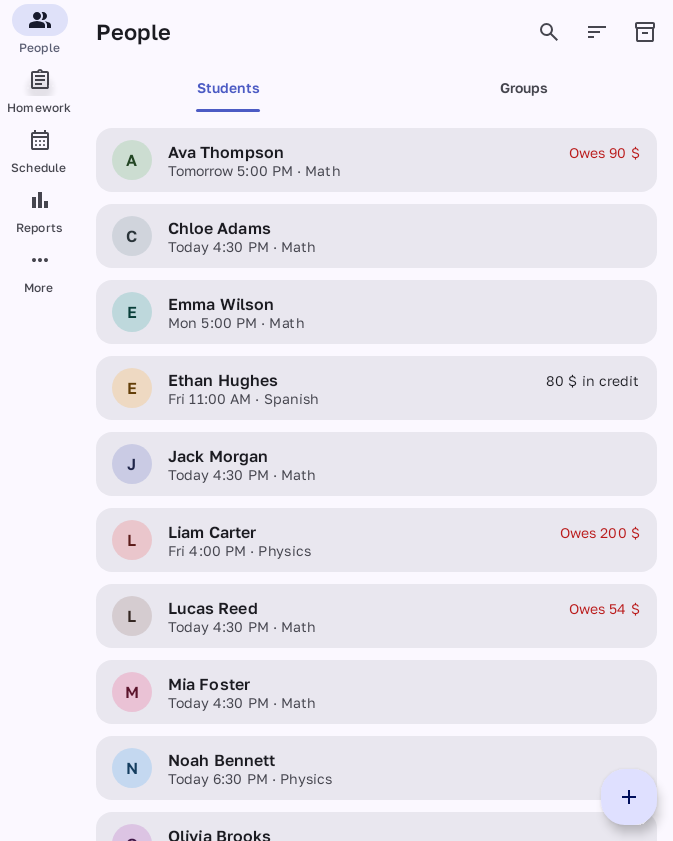 People
Homework
Schedule
Reports
More
People
Students
Groups
A
Ava Thompson
Tomorrow 5:00 PM · Math
Owes 90 $
C
Chloe Adams
Today 4:30 PM · Math
E
Emma Wilson
Mon 5:00 PM · Math
E
Ethan Hughes
Fri 11:00 AM · Spanish
80 $ in credit
J
Jack Morgan
Today 4:30 PM · Math
L
Liam Carter
Fri 4:00 PM · Physics
Owes 200 $
L
Lucas Reed
Today 4:30 PM · Math
Owes 54 $
M
Mia Foster
Today 4:30 PM · Math
N
Noah Bennett
Today 6:30 PM · Physics
Olivia Brooks